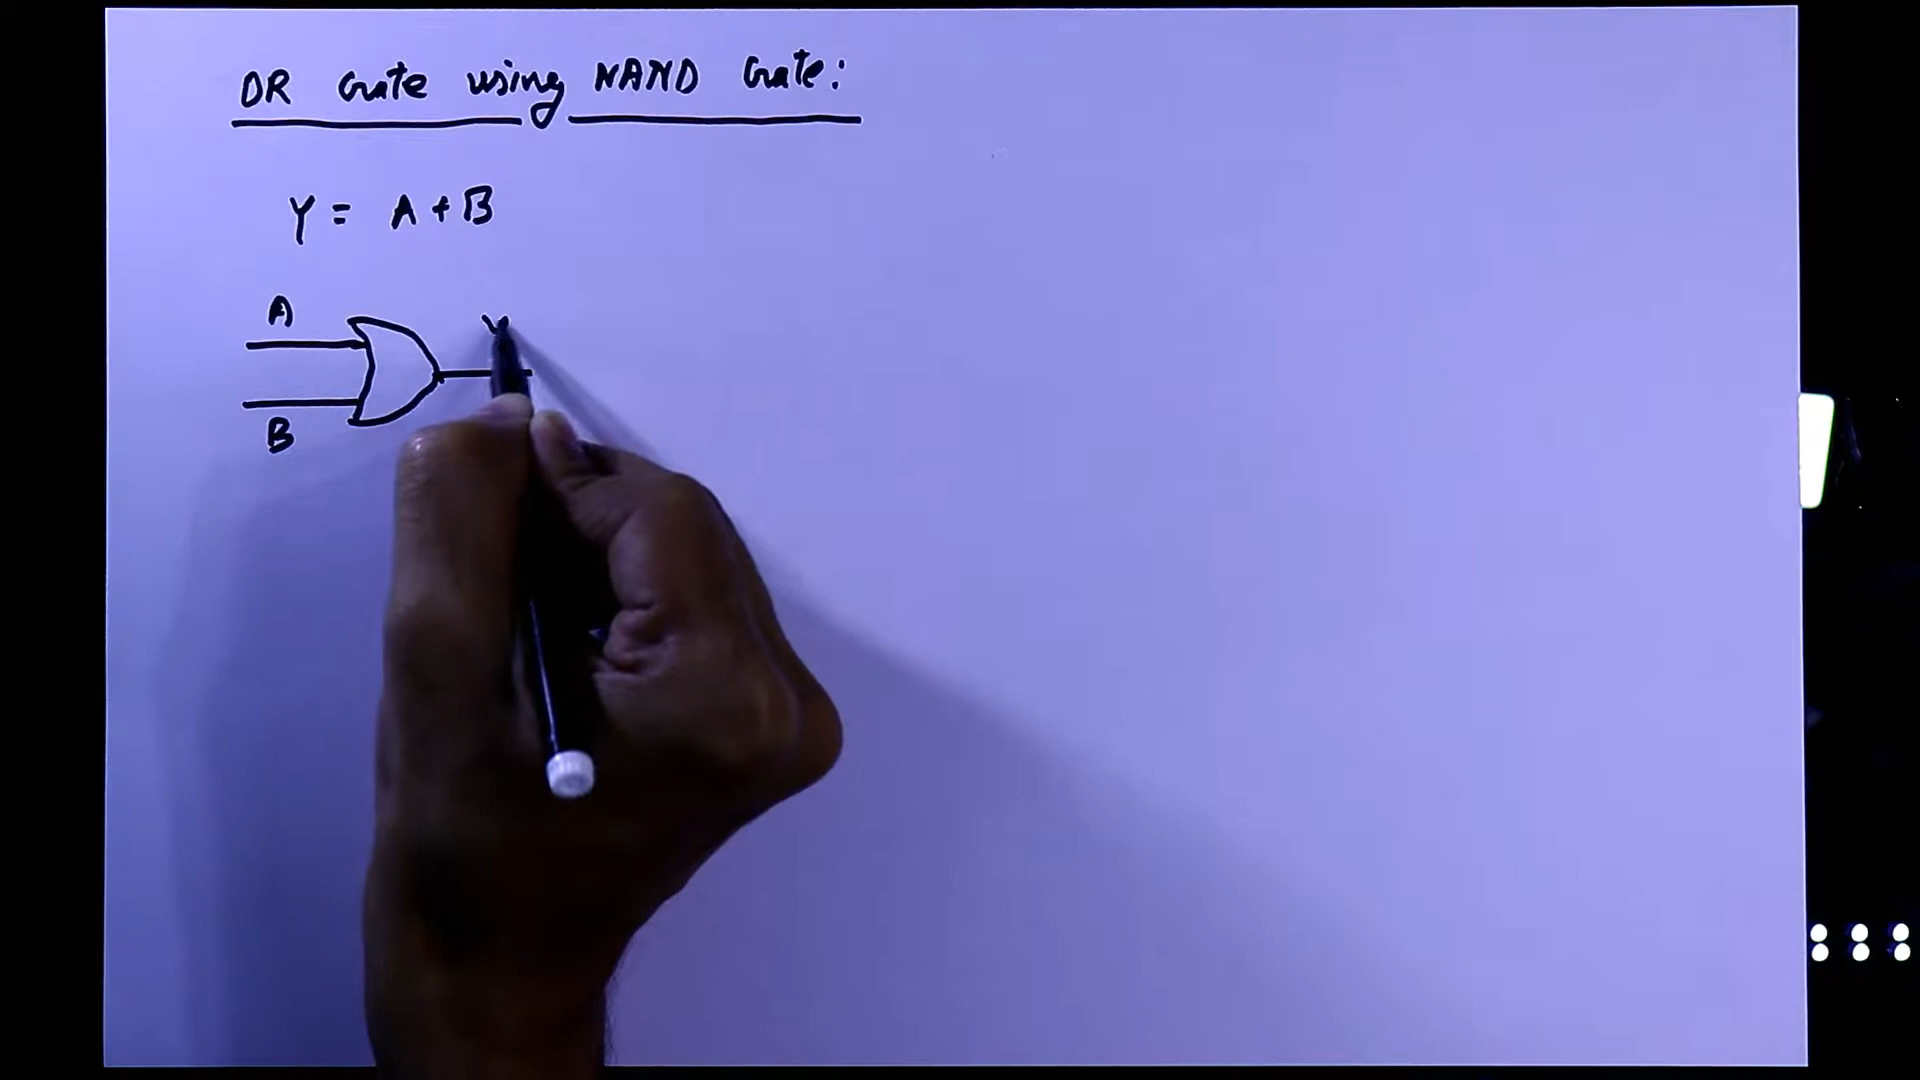 OR Gate using NAND Gate:
Y = A + B
A
Y
B